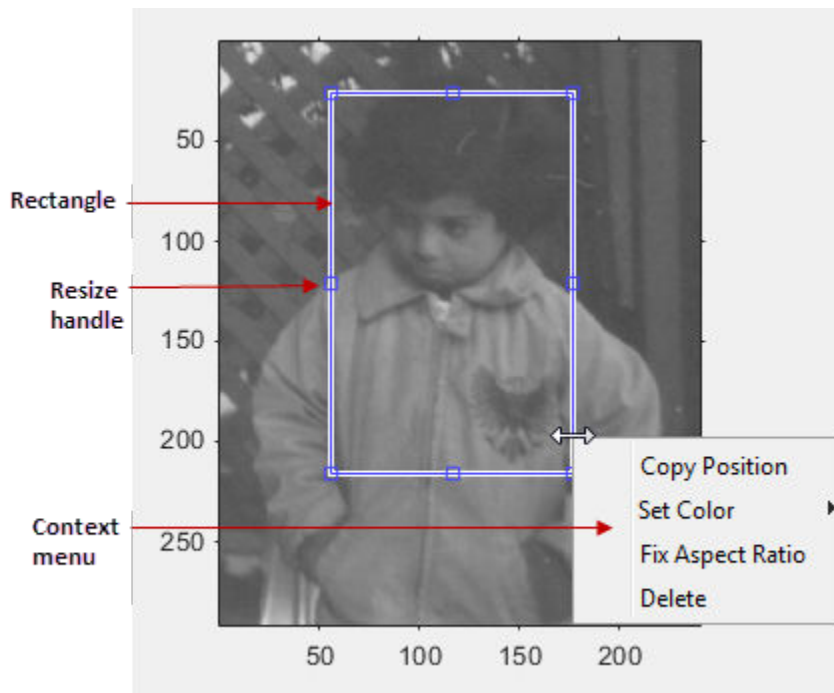 50
Rectangle
100
Resize
handle
150
200
Copy Position
Set Color
Context
menu
250
Fix Aspect Ratio
Delete
50 100 150 200